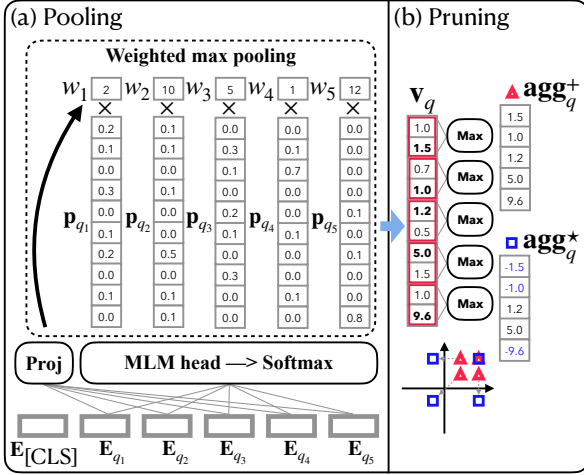 (a) Pooling
Weighted max pooling
w1 2 w2 10 w3 5 w4 1 w5 12
× × × × ×
0.2 0.1 0.0 0.0 0.0
0.1 0.1 0.3 0.1 0.0
0.0 0.0 0.1 0.7 0.0
0.3 0.1 0.0 0.0 0.0
pq1 0.0 pq2 0.0 pq3 0.2 pq4 0.0 pq5 0.1
0.1 0.1 0.1 0.1 0.0
0.2 0.5 0.0 0.0 0.1
0.0 0.0 0.3 0.0 0.0
0.1 0.1 0.0 0.1 0.0
0.0 0.1 0.0 0.0 0.8
Proj
MLM head —> Softmax
E[CLS] Eq1 Eq2 Eq3 Eq4 Eq5
(b) Pruning
vq
1.0
1.5
0.7
1.0
1.2
0.5
5.0
1.5
1.0
9.6
Max
Max
Max
Max
Max
agg+q
1.5
1.0
1.2
5.0
9.6
agg⋆q
-1.5
-1.0
1.2
5.0
-9.6